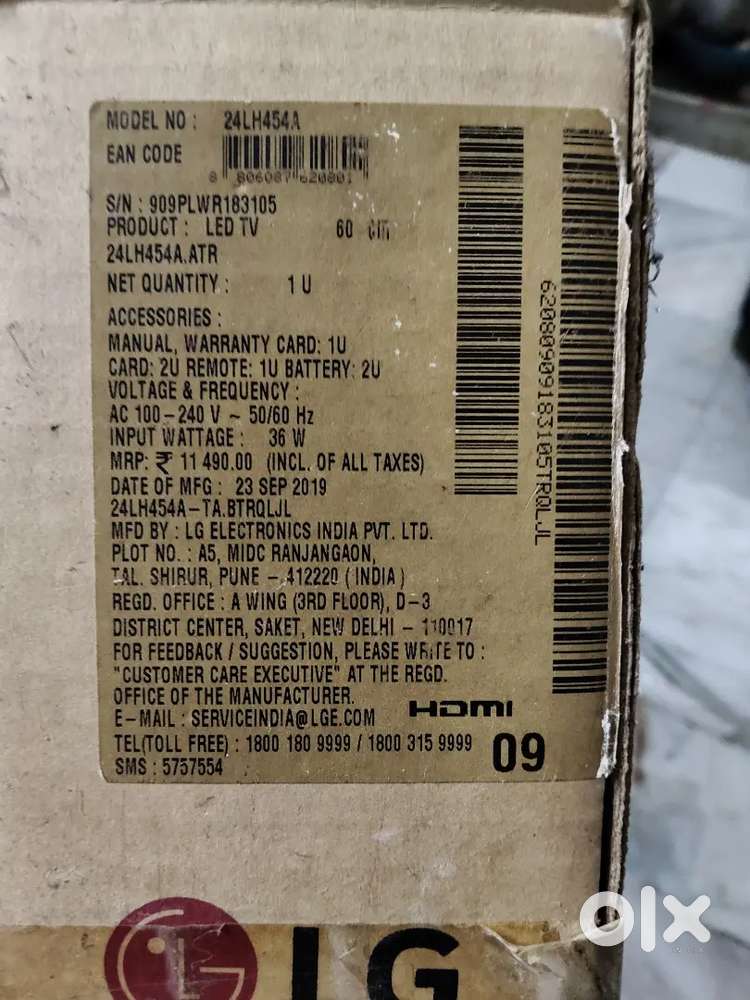 MODEL NO : 24LH454A
EAN CODE
8 806087 620801
S/N : 909PLWR183105
PRODUCT : LED TV 60 cm
24LH454A.ATR
NET QUANTITY : 1 U
ACCESSORIES :
MANUAL, WARRANTY CARD: 1U
CARD: 2U REMOTE: 1U BATTERY: 2U
VOLTAGE & FREQUENCY :
AC 100-240 V ~ 50/60 Hz
INPUT WATTAGE : 36 W
MRP: ₹ 11 490.00 (INCL. OF ALL TAXES)
DATE OF MFG : 23 SEP 2019
24LH454A-TA.BTRQLJL
MFD BY : LG ELECTRONICS INDIA PVT. LTD.
PLOT NO. : A5, MIDC RANJANGAON,
TAL. SHIRUR, PUNE - 412220 ( INDIA )
REGD. OFFICE : A WING (3RD FLOOR), D-3
DISTRICT CENTER, SAKET, NEW DELHI - 110017
FOR FEEDBACK / SUGGESTION, PLEASE WRITE TO :
"CUSTOMER CARE EXECUTIVE" AT THE REGD.
OFFICE OF THE MANUFACTURER.
E-MAIL : SERVICEINDIA@LGE.COM
HDMI
TEL(TOLL FREE) : 1800 180 9999 / 1800 315 9999
09
SMS : 5757554
62080909183105TRQLJL
LG
olx